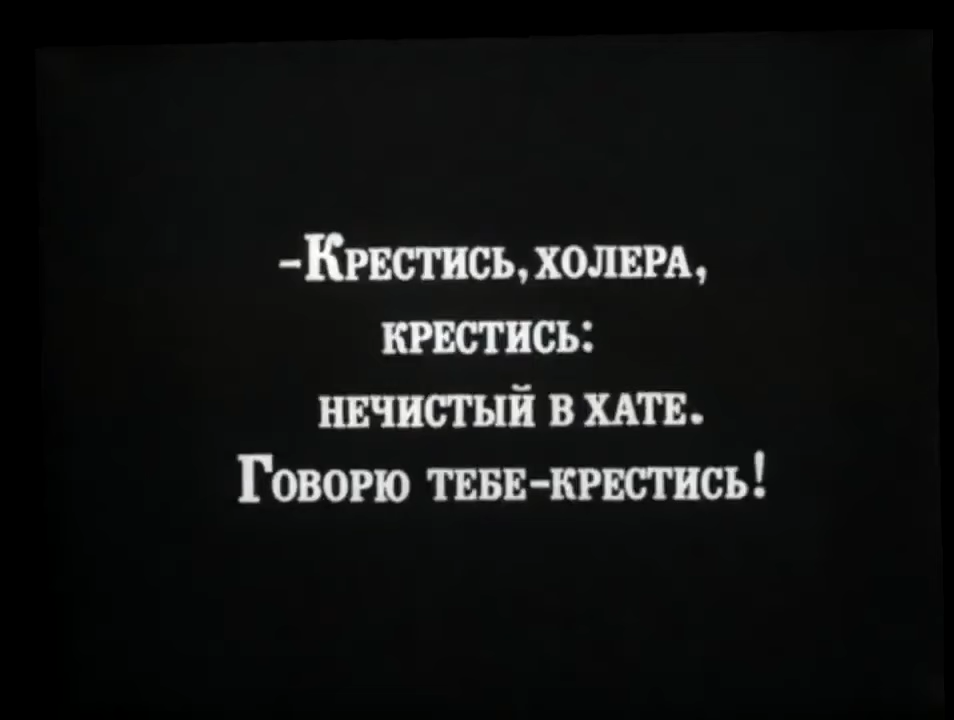 –Крестись, холера,
крестись:
нечистый в хате.
Говорю тебе–крестись!